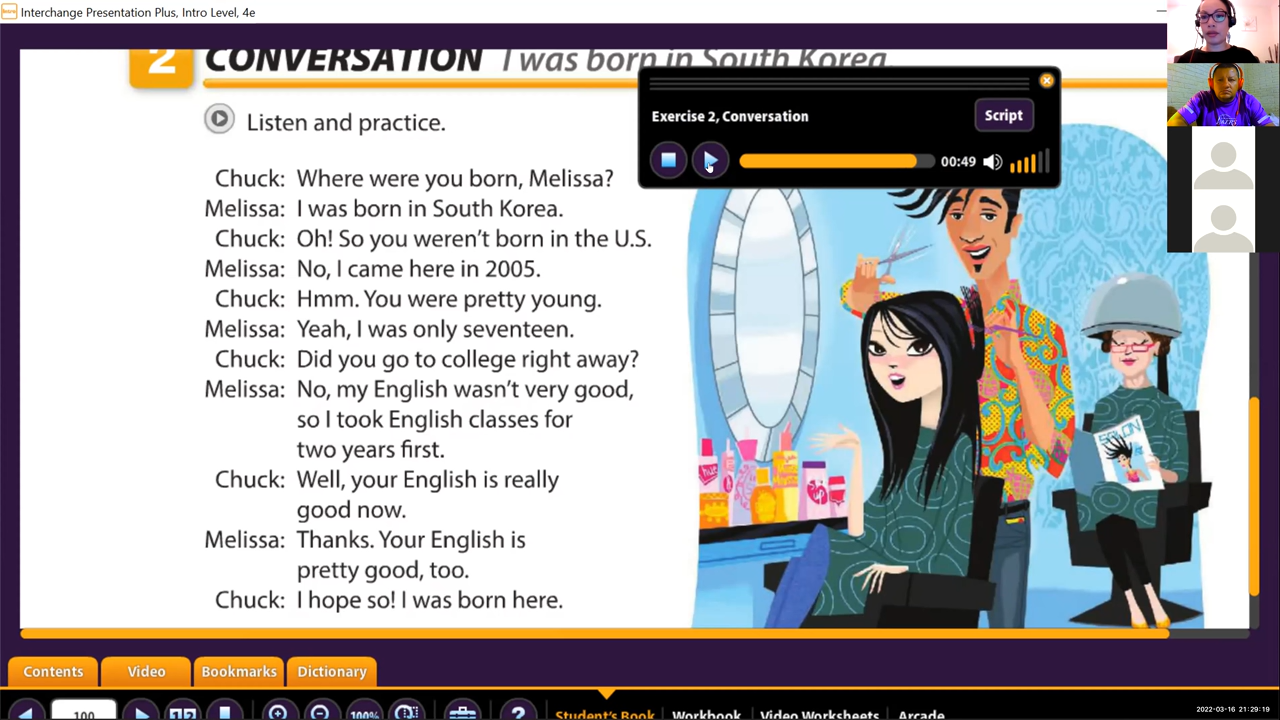 Interchange Presentation Plus, Intro Level, 4e
2 CONVERSATION I was born in South Korea.
Listen and practice.
Exercise 2, Conversation
Script
00:49
Chuck: Where were you born, Melissa?
Melissa: I was born in South Korea.
Chuck: Oh! So you weren't born in the U.S.
Melissa: No, I came here in 2005.
Chuck: Hmm. You were pretty young.
Melissa: Yeah, I was only seventeen.
Chuck: Did you go to college right away?
Melissa: No, my English wasn't very good,
so I took English classes for
two years first.
Chuck: Well, your English is really
good now.
Melissa: Thanks. Your English is
pretty good, too.
Chuck: I hope so! I was born here.
SALON
Contents
Video
Bookmarks
Dictionary
100
100%
?
Student's Book
Workbook
Video Worksheets
Arcade
2022-03-16 21:29:19